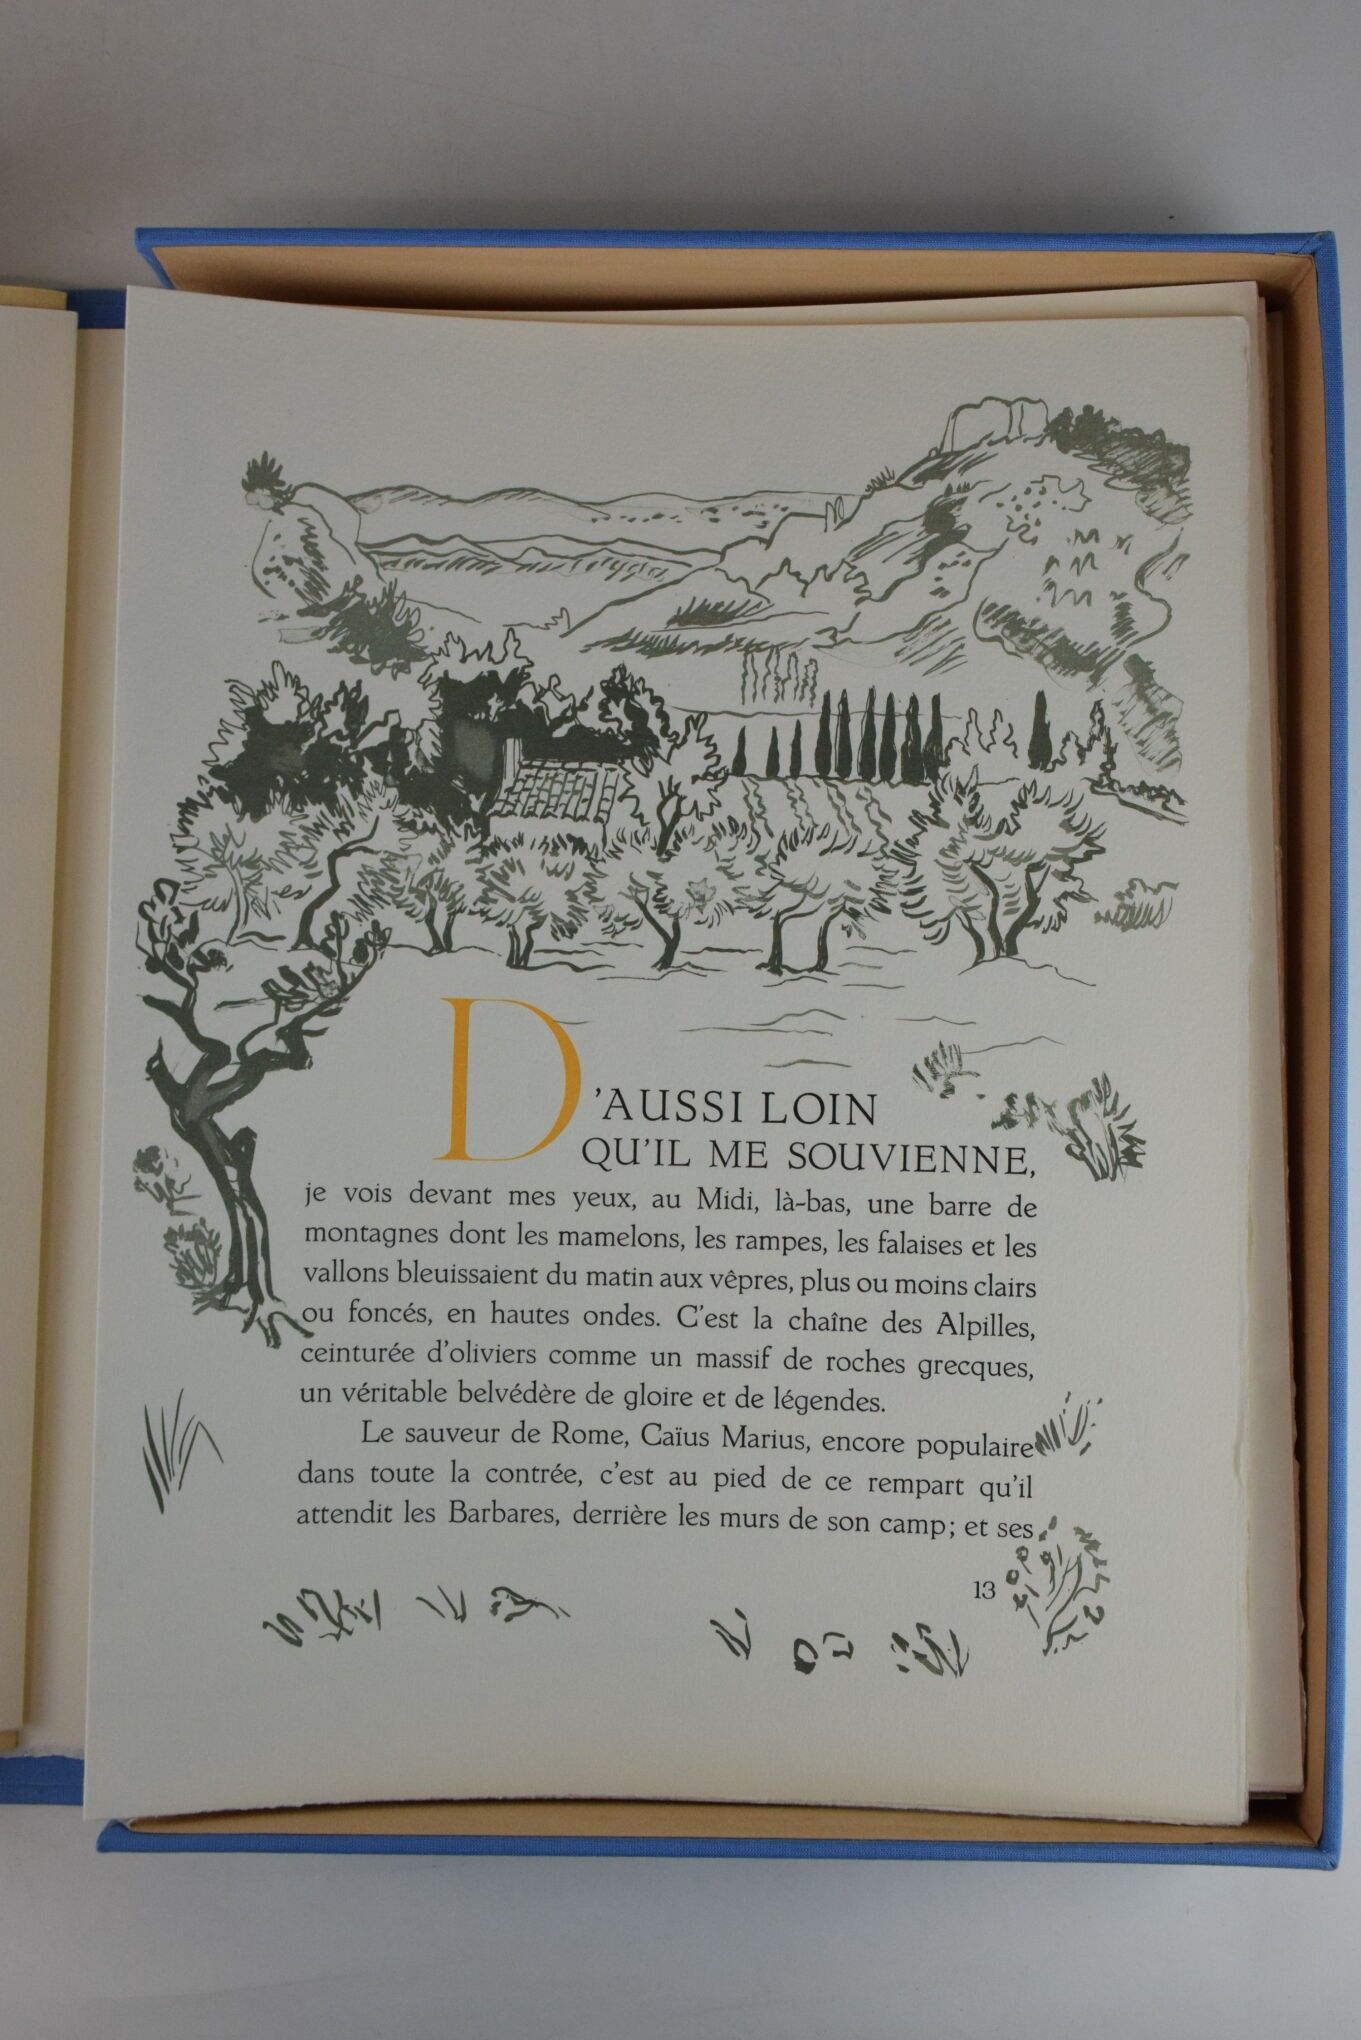 D'AUSSI LOIN
QU'IL ME SOUVIENNE,
je vois devant mes yeux, au Midi, là-bas, une barre de
montagnes dont les mamelons, les rampes, les falaises et les
vallons bleuissaient du matin aux vêpres, plus ou moins clairs
ou foncés, en hautes ondes. C'est la chaîne des Alpilles,
ceinturée d'oliviers comme un massif de roches grecques,
un véritable belvédère de gloire et de légendes.
Le sauveur de Rome, Caïus Marius, encore populaire
dans toute la contrée, c'est au pied de ce rempart qu'il
attendit les Barbares, derrière les murs de son camp; et ses
13